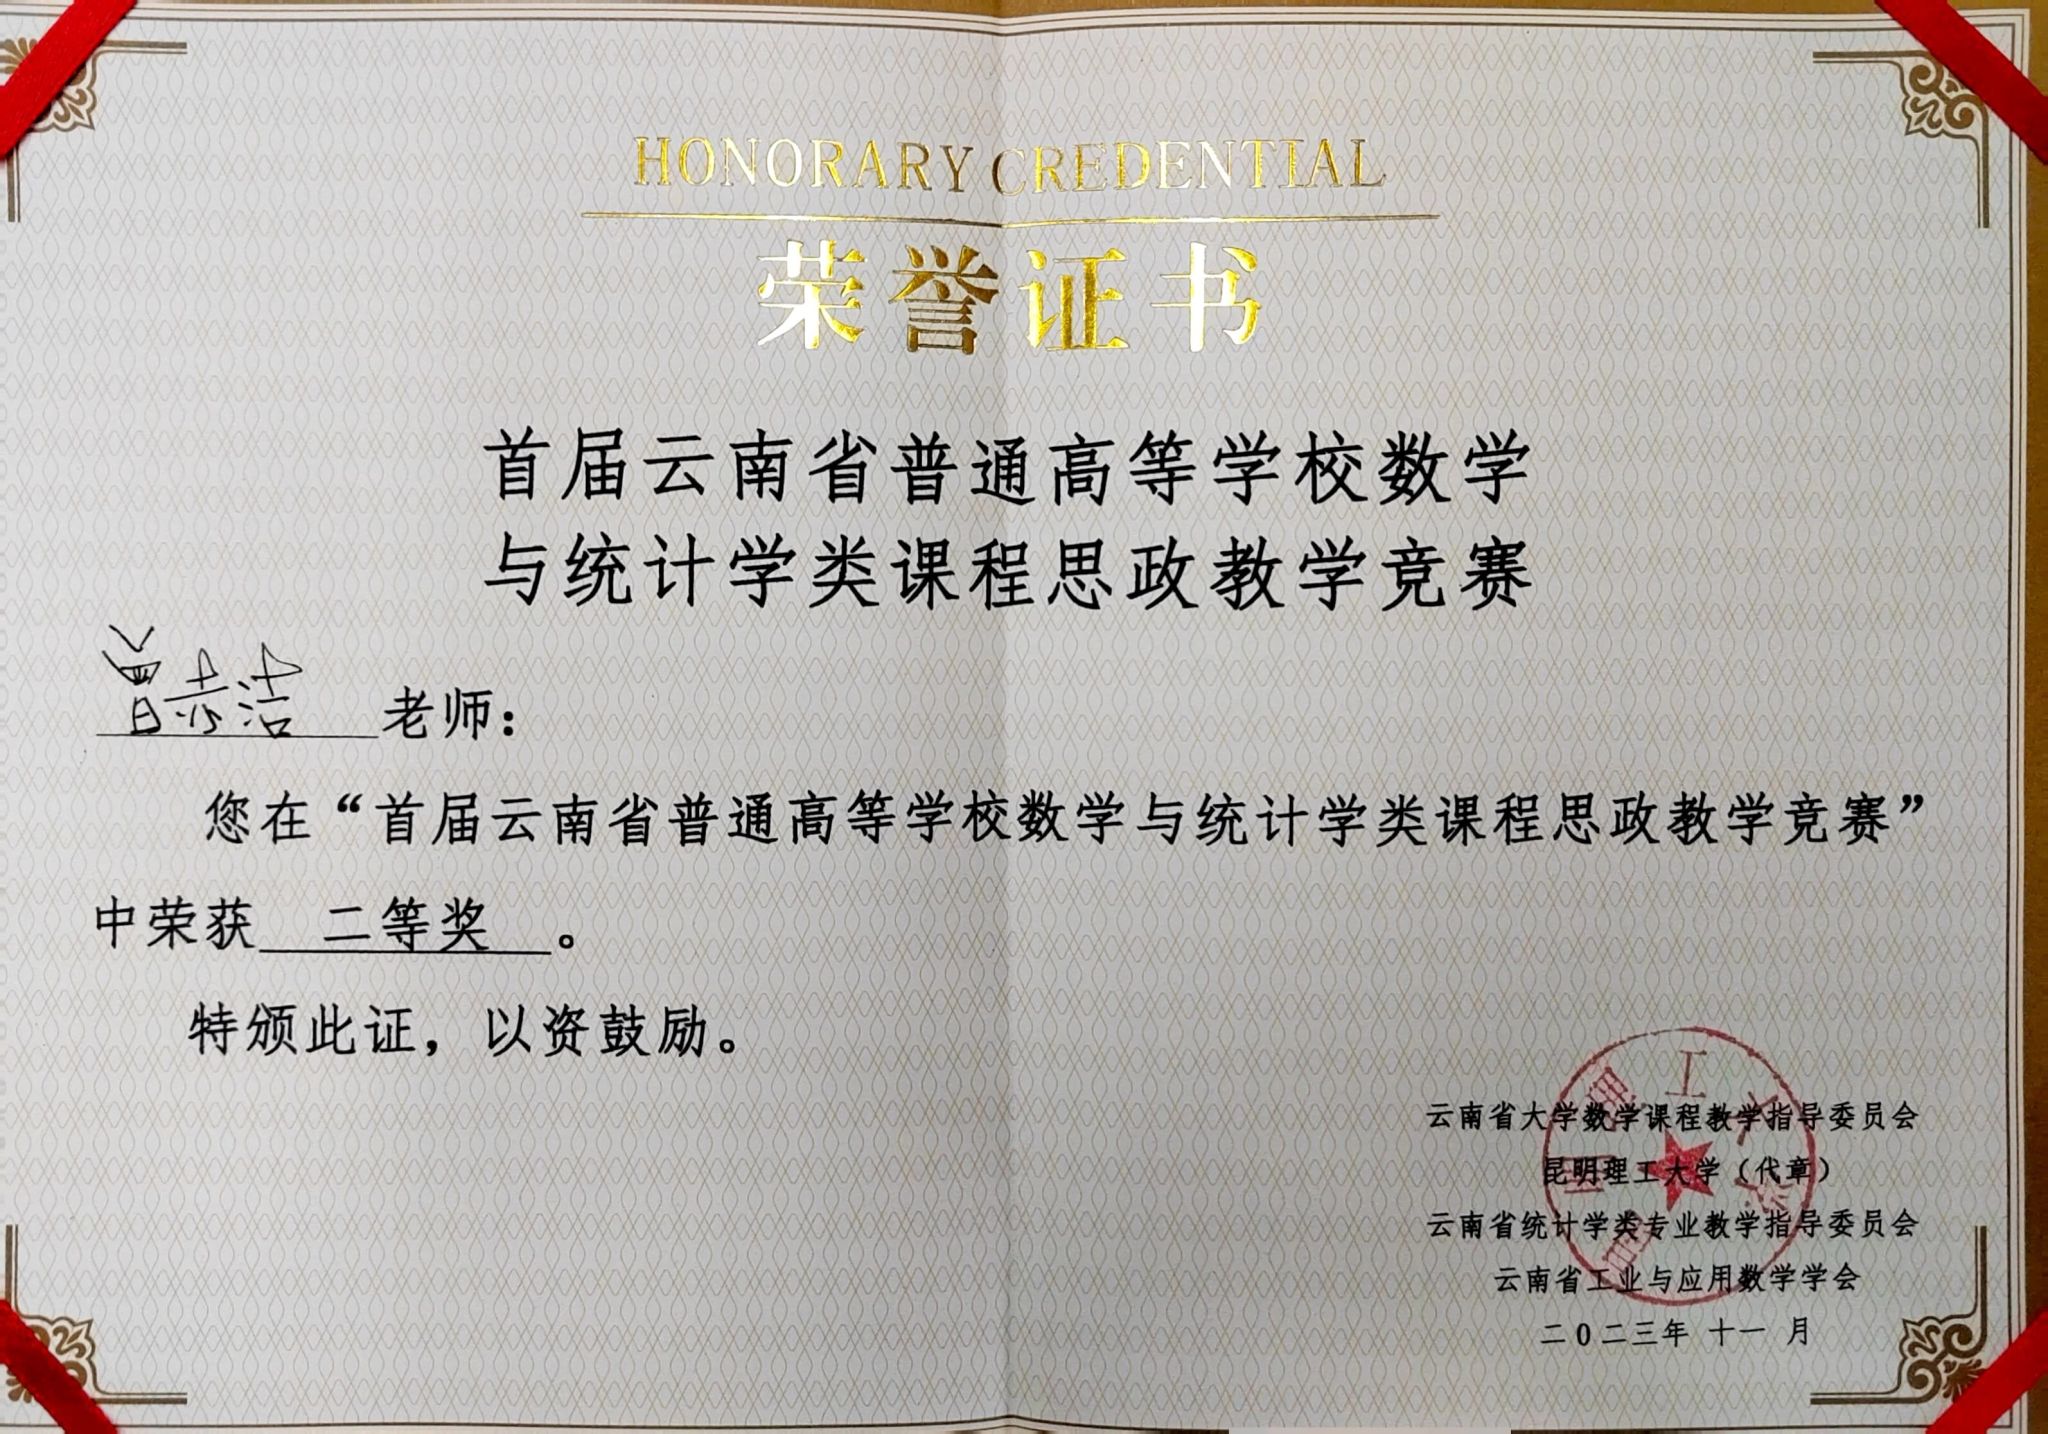 HONORARY CREDENTIAL
荣誉证书
首届云南省普通高等学校数学
与统计学类课程思政教学竞赛
老师：
您在“首届云南省普通高等学校数学与统计学类课程思政教学竞赛”
中荣获 二等奖 。
特颁此证，以资鼓励。
昆明理工大学
云南省大学数学课程教学指导委员会
昆明理工大学（代章）
云南省统计学类专业教学指导委员会
云南省工业与应用数学学会
二0二三年 十一 月